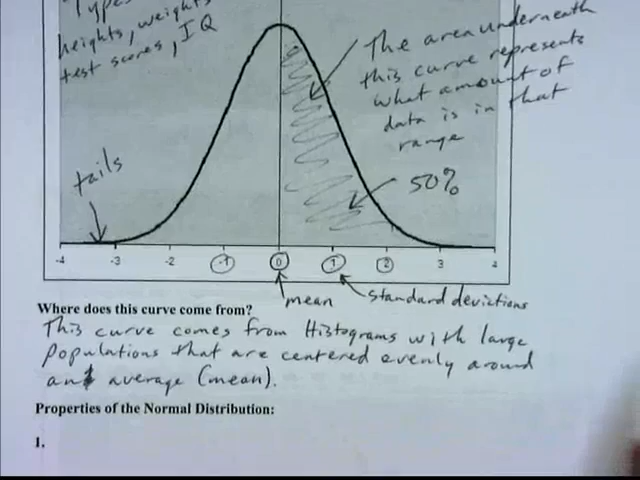 Types
heights, weights
test scores, IQ
The area underneath
this curve represents
what amount of
data is in that
range
50%
tails
-4 -3 -2 -1 0 1 2 3 4
mean
standard devictions
Where does this curve come from?
This curve comes from Histograms with large
populations that are centered evenly around
an average (mean).
Properties of the Normal Distribution:
1.